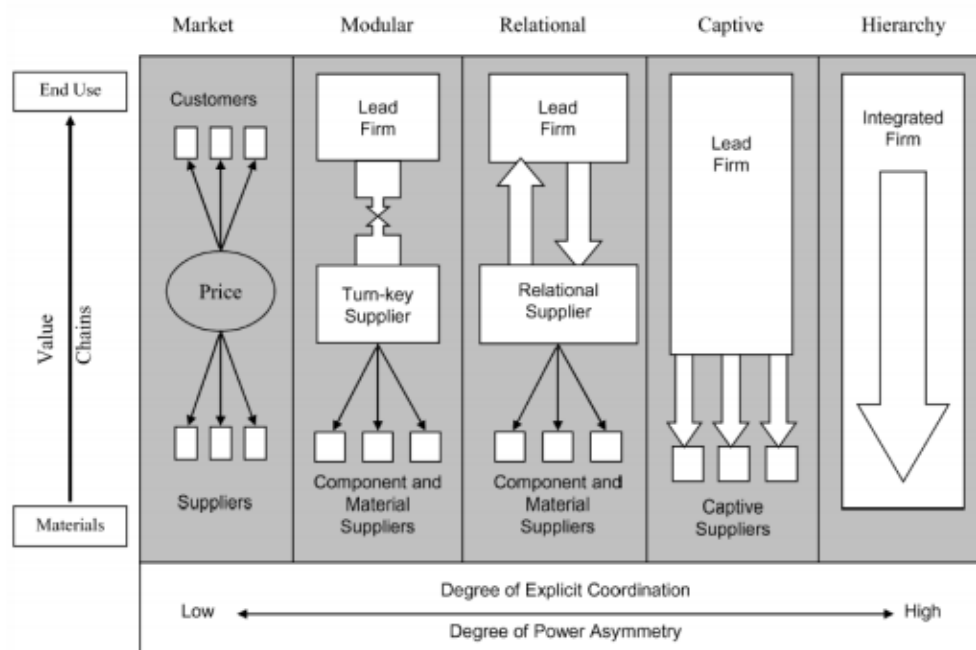 Market
Modular
Relational
Captive
Hierarchy
End Use
Value
Chains
Materials
Customers
Price
Suppliers
Lead
Firm
Turn-key
Supplier
Component and
Material
Suppliers
Lead
Firm
Relational
Supplier
Component and
Material
Suppliers
Lead
Firm
Captive
Suppliers
Integrated
Firm
Degree of Explicit Coordination
Low
High
Degree of Power Asymmetry